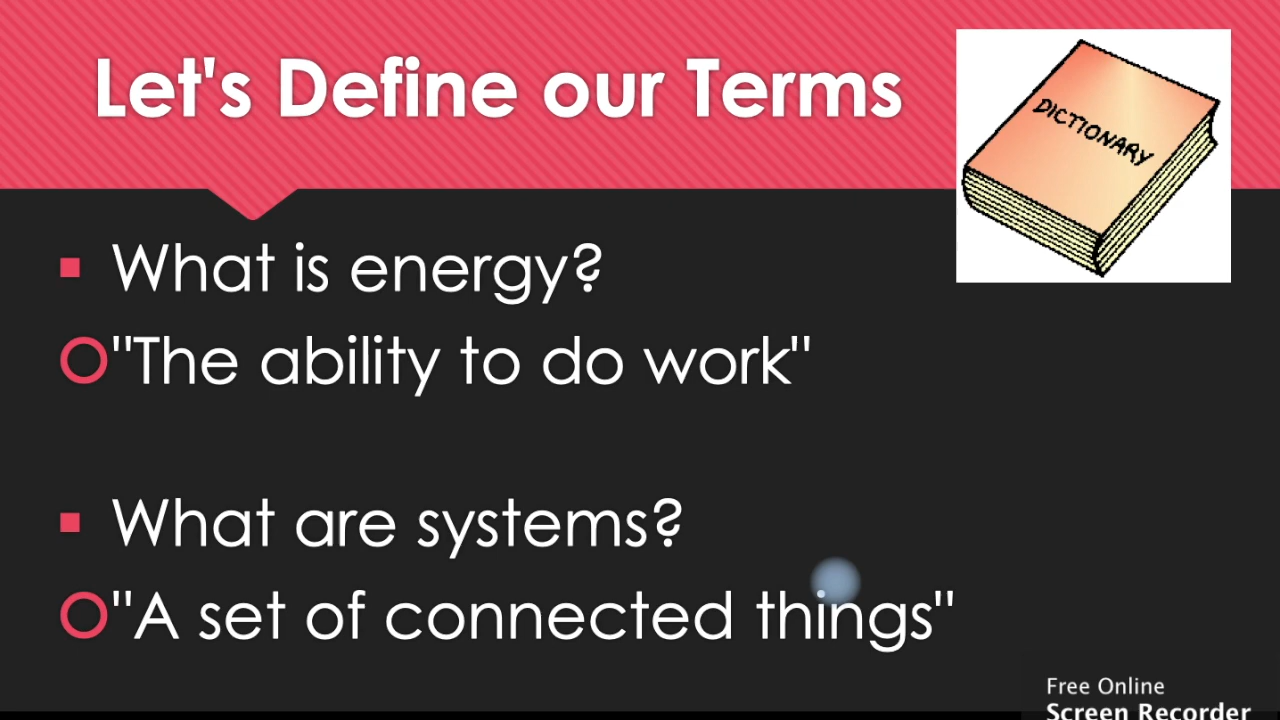 Let's Define our Terms
DICTIONARY
What is energy?
"The ability to do work"
What are systems?
"A set of connected things"
Free Online
Screen Recorder